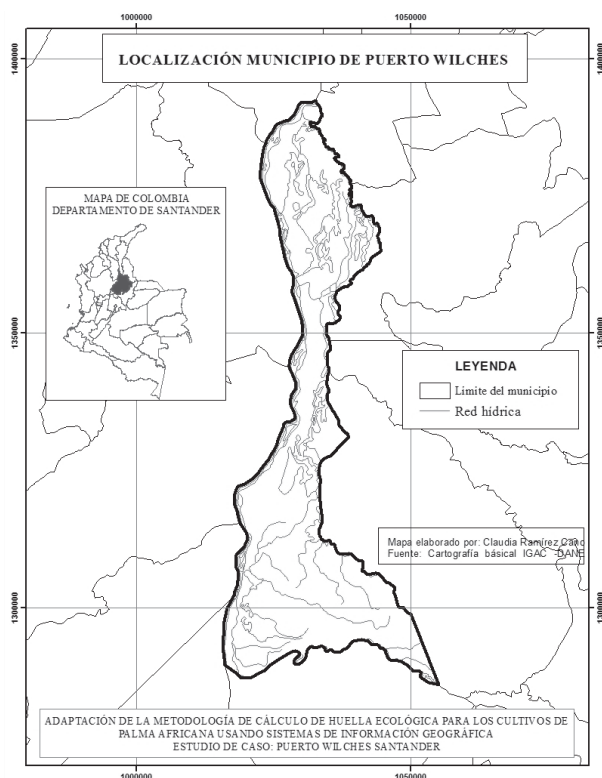 1000000
1050000
1400000
1400000
LOCALIZACIÓN MUNICIPIO DE PUERTO WILCHES
MAPA DE COLOMBIA
DEPARTAMENTO DE SANTANDER
1350000
1350000
LEYENDA
Límite del municipio
Red hídrica
Mapa elaborado por: Claudia Ramírez Cano
Fuente: Cartografía básical IGAC -DANE
1300000
1300000
ADAPTACIÓN DE LA METODOLOGÍA DE CÁLCULO DE HUELLA ECOLÓGICA PARA LOS CULTIVOS DE
PALMA AFRICANA USANDO SISTEMAS DE INFORMACIÓN GEOGRÁFICA
ESTUDIO DE CASO: PUERTO WILCHES SANTANDER
1000000
1050000